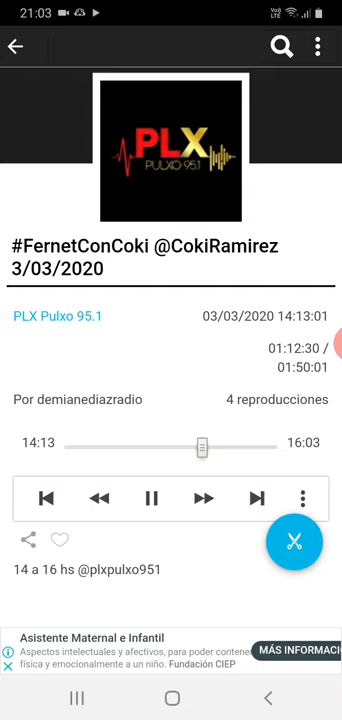 21:03
Vo))
LTE
PLX
PULXO 95.1
#FernetConCoki @CokiRamirez
3/03/2020
PLX Pulxo 95.1 03/03/2020 14:13:01
01:12:30 /
01:50:01
Por demianediazradio 4 reproducciones
14:13 16:03
14 a 16 hs @plxpulxo951
Asistente Maternal e Infantil
Aspectos intelectuales y afectivos, para poder contener
física y emocionalmente a un niño. Fundación CIEP
MÁS INFORMACI